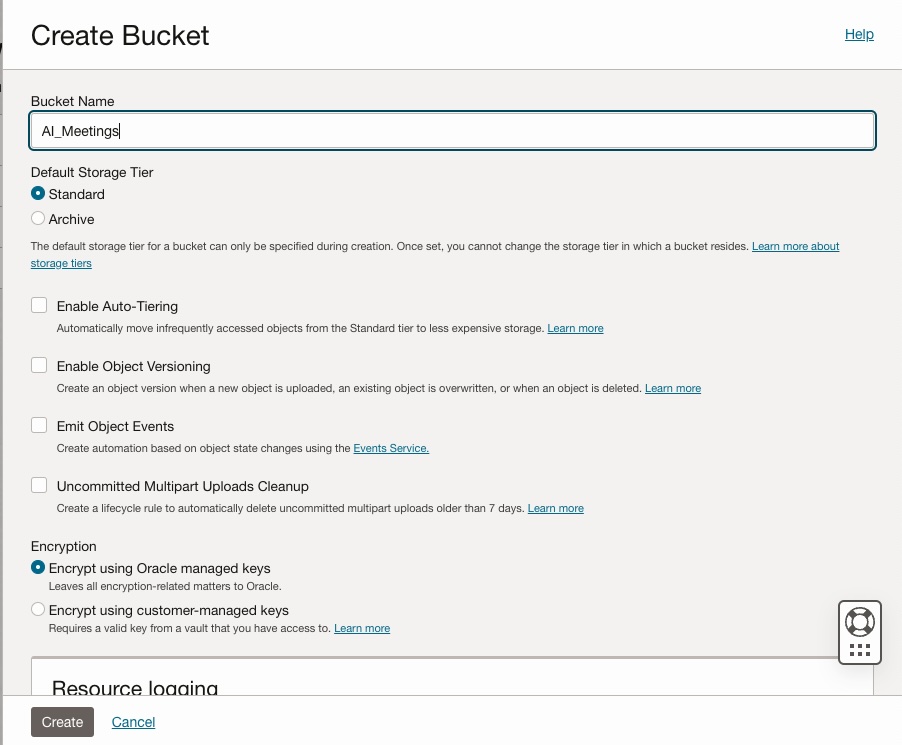 Create Bucket
Help
Bucket Name
AI_Meetings
Default Storage Tier
Standard
Archive
The default storage tier for a bucket can only be specified during creation. Once set, you cannot change the storage tier in which a bucket resides. Learn more about
storage tiers
Enable Auto-Tiering
Automatically move infrequently accessed objects from the Standard tier to less expensive storage. Learn more
Enable Object Versioning
Create an object version when a new object is uploaded, an existing object is overwritten, or when an object is deleted. Learn more
Emit Object Events
Create automation based on object state changes using the Events Service.
Uncommitted Multipart Uploads Cleanup
Create a lifecycle rule to automatically delete uncommitted multipart uploads older than 7 days. Learn more
Encryption
Encrypt using Oracle managed keys
Leaves all encryption-related matters to Oracle.
Encrypt using customer-managed keys
Requires a valid key from a vault that you have access to. Learn more
Resource logging
Create
Cancel